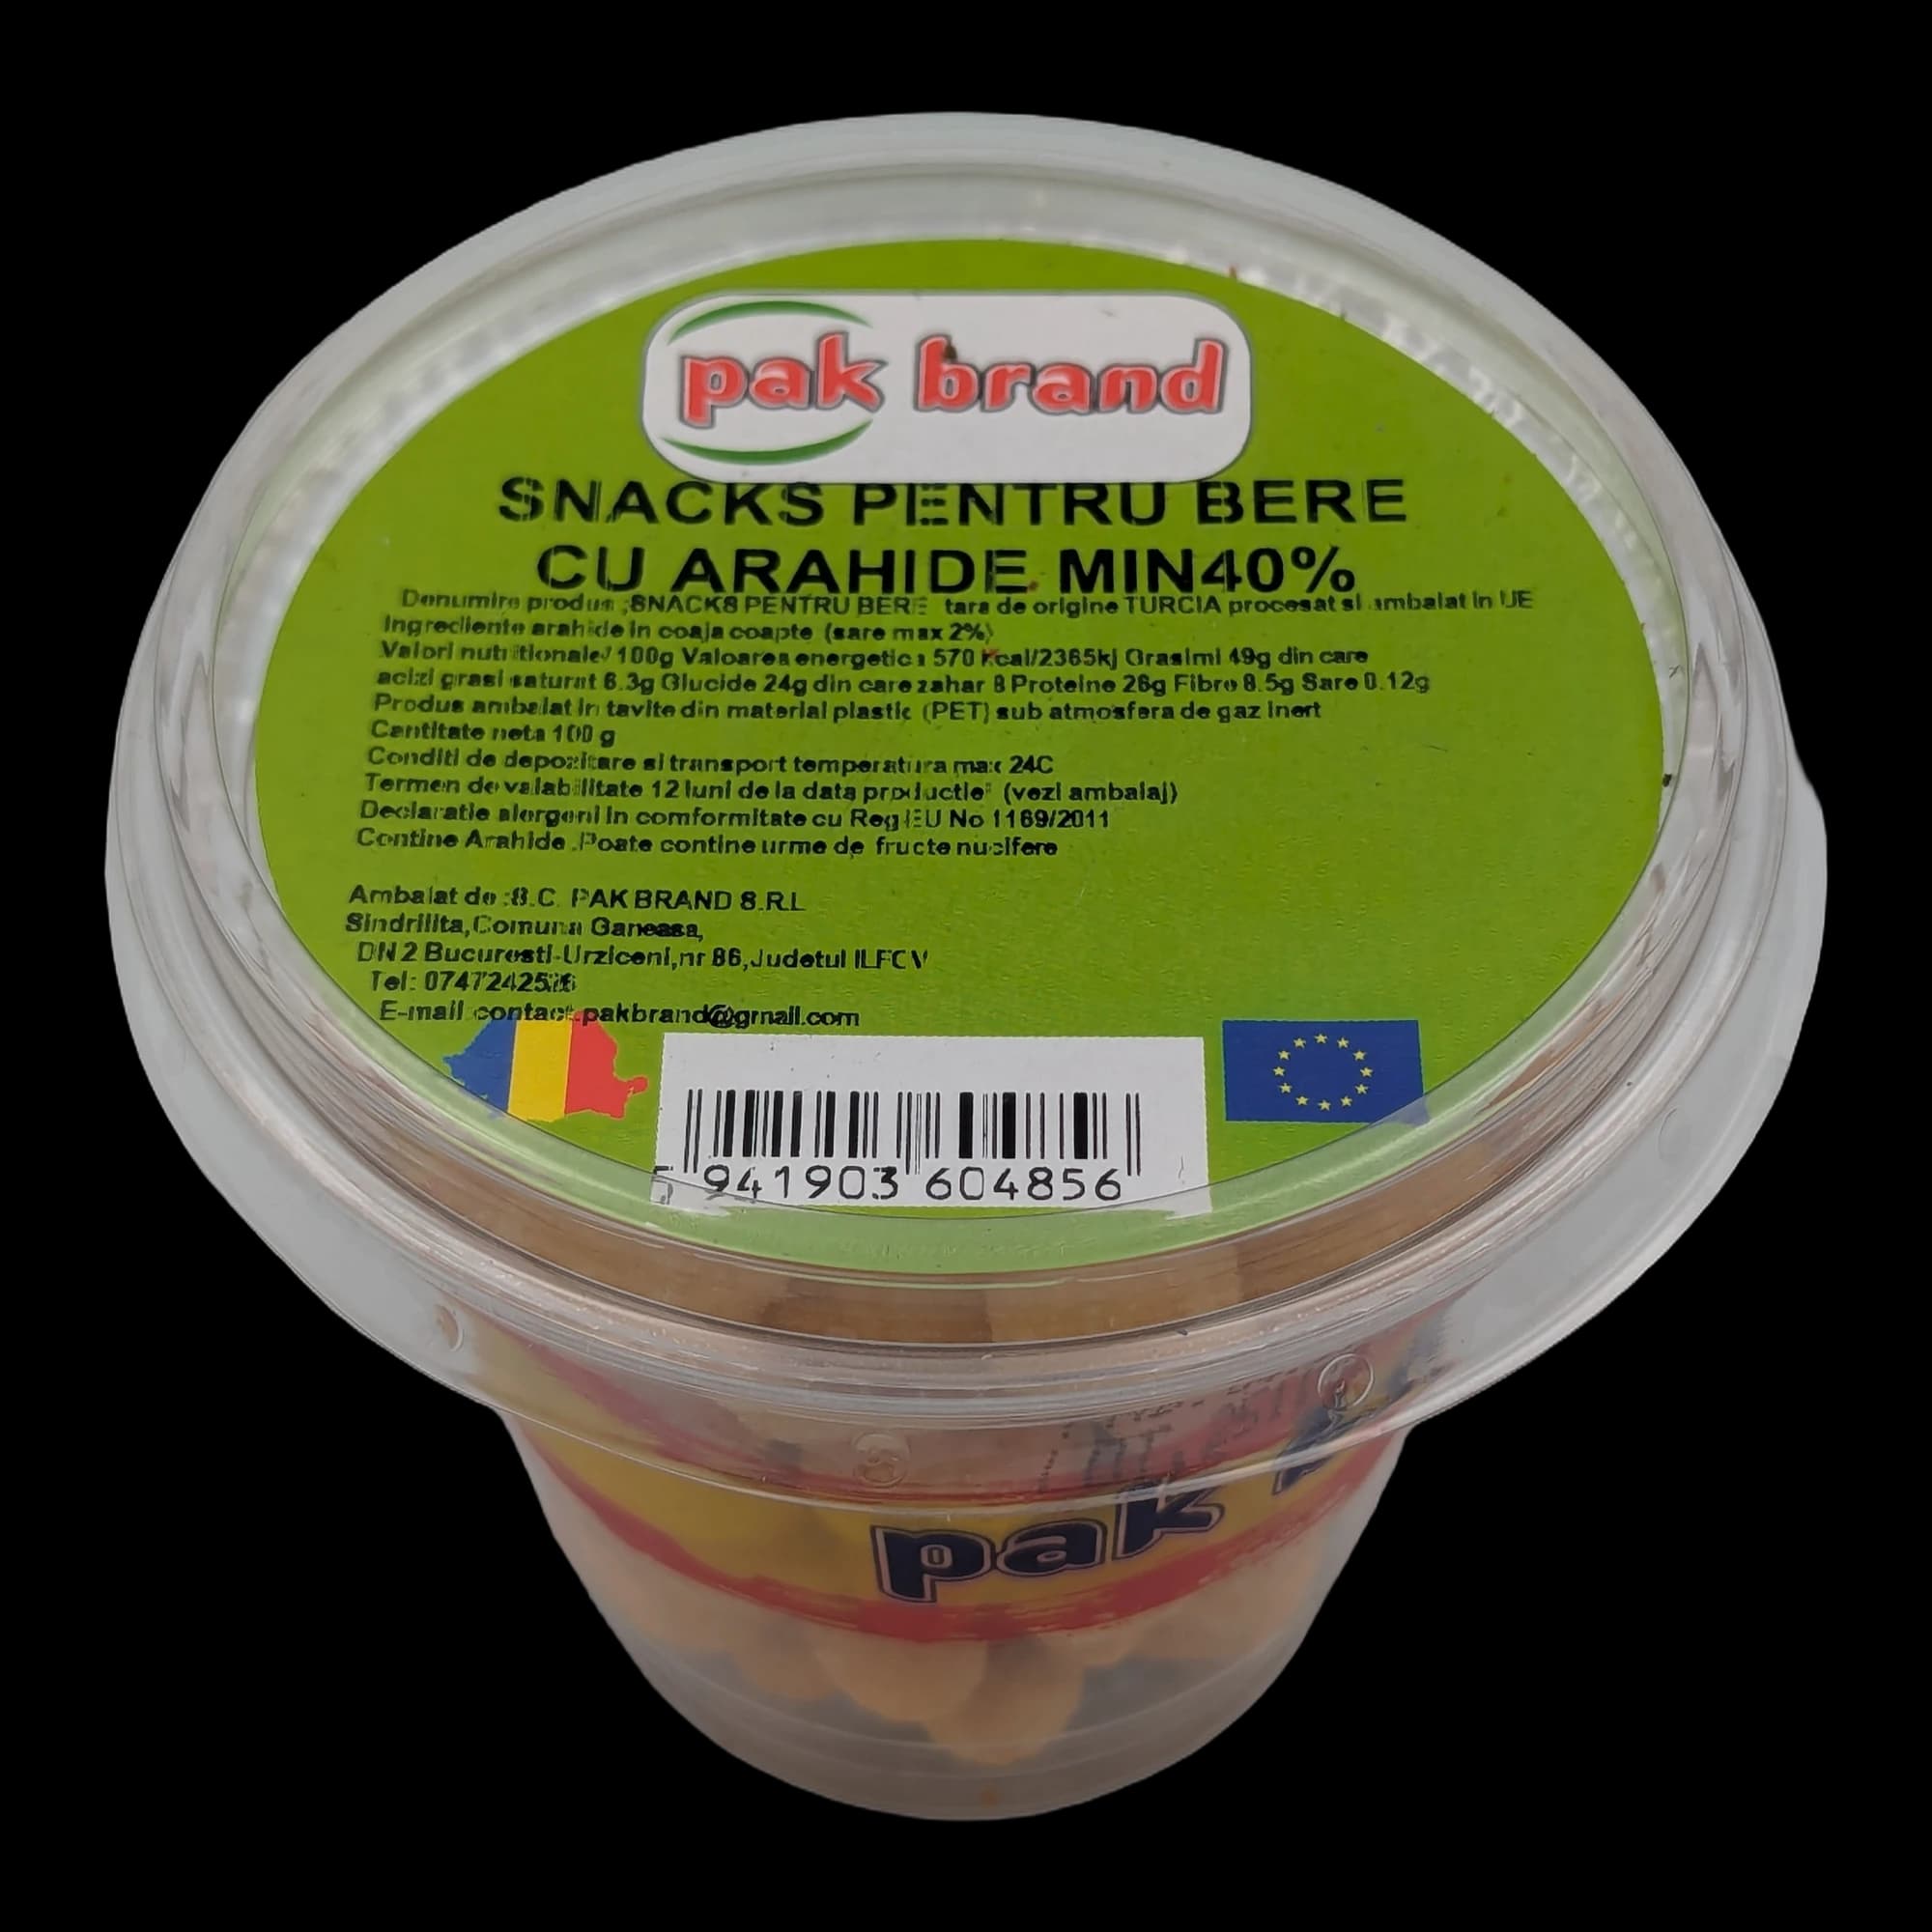 pak brand
SNACKS PENTRU BERE
CU ARAHIDE MIN40%
Denumire produs ;SNACKS PENTRU BERE tara de origine TURCIA procesat si ambalat in UE
Ingrediente arahide in coaja coapte (sare max 2%)
Valori nutritionale/100g Valoarea energetica 570 Kcal/2365kj Grasimi 49g din care
acizi grasi saturat 6.3g Glucide 24g din care zahar 8 Proteine 26g Fibre 8.5g Sare 0.12g
Produs ambalat in tavite din material plastic (PET) sub atmosfera de gaz inert
Cantitate neta 100 g
Conditi de depozitare si transport temperatura max 24C
Termen de valabilitate 12 luni de la data productiei (vezi ambalaj)
Declaratie alergeni in comformitate cu Reg EU No 1169/2011
Contine Arahide .Poate contine urme de fructe nucifere
Ambalat de :S.C. PAK BRAND S.R.L
Sindrilita,Comuna Ganeasa,
DN 2 Bucuresti-Urziceni,nr 86,Judetul ILFOV
Tel:
E-mail contact.pakbrand@gmail.com
5 941903 604856
pak